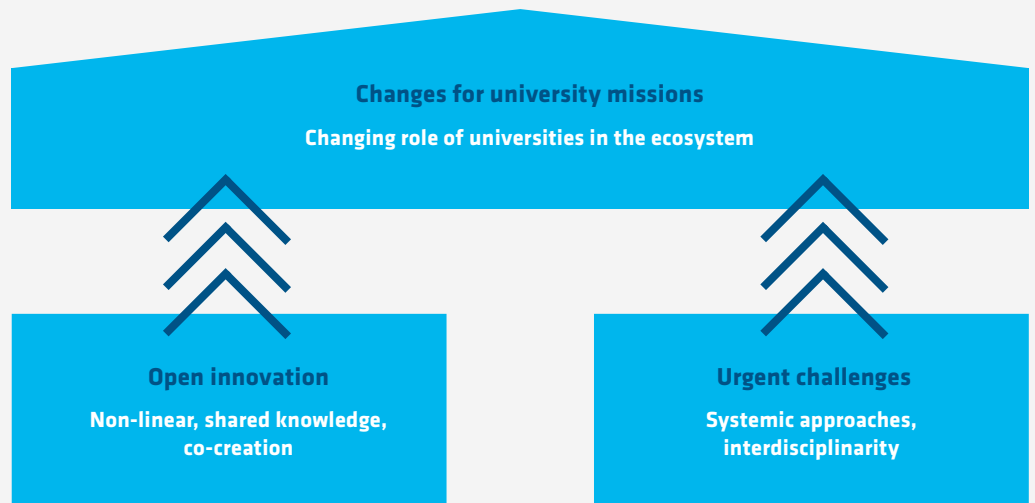 Changes for university missions
Changing role of universities in the ecosystem
Open innovation
Non-linear, shared knowledge,
co-creation
Urgent challenges
Systemic approaches,
interdisciplinarity